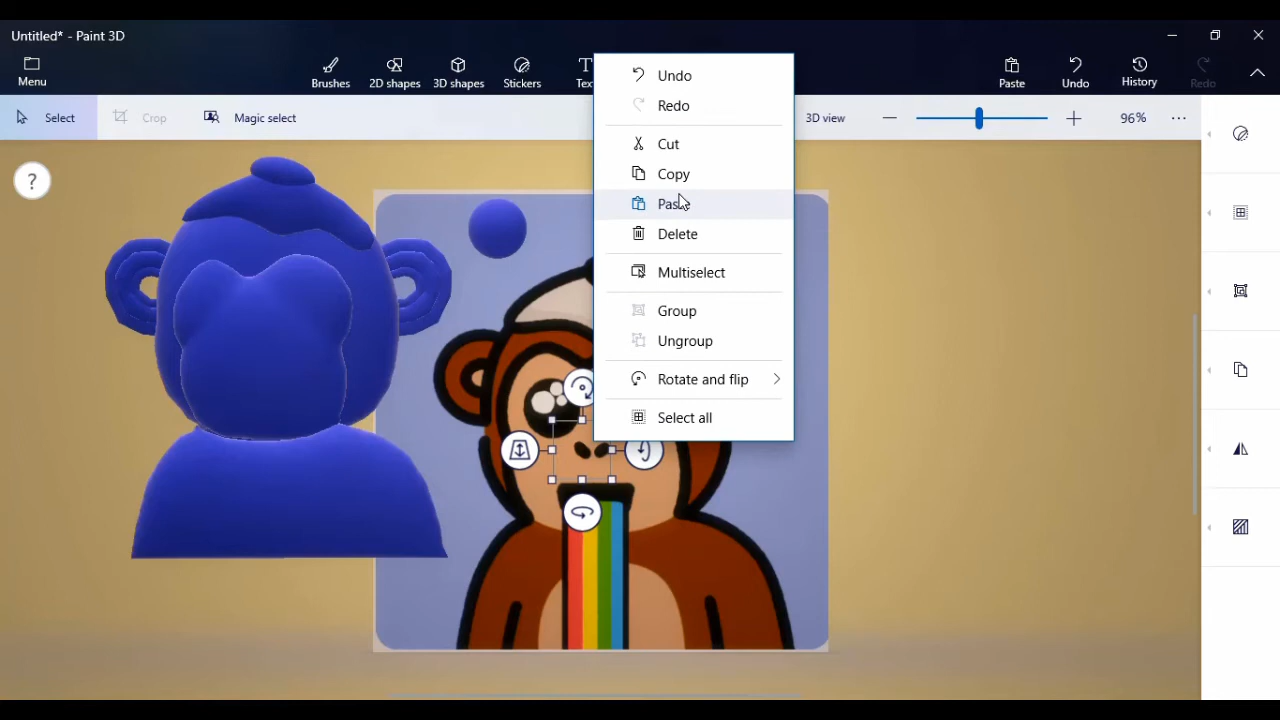 Untitled* - Paint 3D
Menu
Brushes
2D shapes
3D shapes
Stickers
Paste
Undo
History
Redo
Select
Crop
Magic select
3D view
96%
?
Undo
Redo
Cut
Copy
Paste
Delete
Multiselect
Group
Ungroup
Rotate and flip
Select all